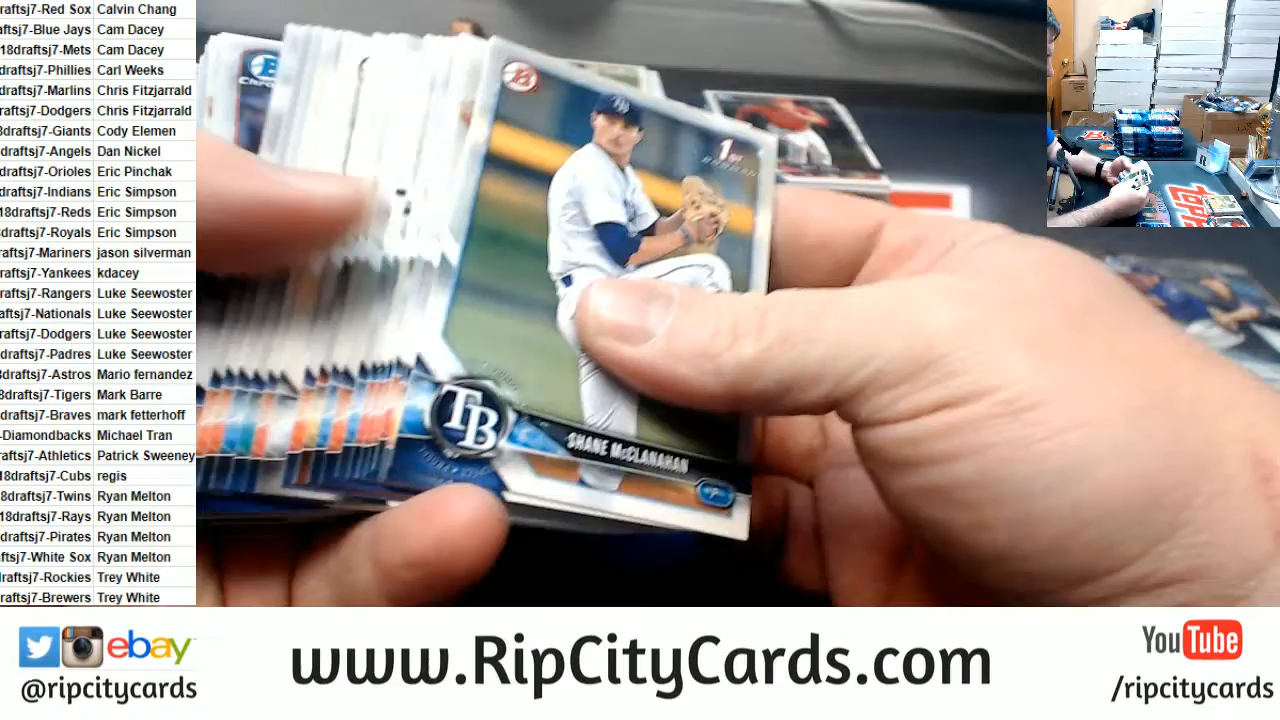 raftsj7-Red Sox Calvin Chang
aftsj7-Blue Jays Cam Dacey
18draftsj7-Mets Cam Dacey
draftsj7-Phillies Carl Weeks
draftsj7-Marlins Chris Fitzjarrald
draftsj7-Dodgers Chris Fitzjarrald
8draftsj7-Giants Cody Elemen
draftsj7-Angels Dan Nickel
draftsj7-Orioles Eric Pinchak
draftsj7-Indians Eric Simpson
18draftsj7-Reds Eric Simpson
draftsj7-Royals Eric Simpson
draftsj7-Mariners jason silverman
raftsj7-Yankees kdacey
draftsj7-Rangers Luke Seewoster
raftsj7-Nationals Luke Seewoster
draftsj7-Dodgers Luke Seewoster
draftsj7-Padres Luke Seewoster
8draftsj7-Astros Mario fernandez
8draftsj7-Tigers Mark Barre
draftsj7-Braves mark fetterhoff
-Diamondbacks Michael Tran
raftsj7-Athletics Patrick Sweeney
18draftsj7-Cubs regis
8draftsj7-Twins Ryan Melton
18draftsj7-Rays Ryan Melton
draftsj7-Pirates Ryan Melton
ftsj7-White Sox Ryan Melton
raftsj7-Rockies Trey White
raftsj7-Brewers Trey White
B
1st
BOWMAN
TB
SHANE McCLANAHAN
TOPPS
ebay
@ripcitycards
www.RipCityCards.com
YouTube
/ripcitycards